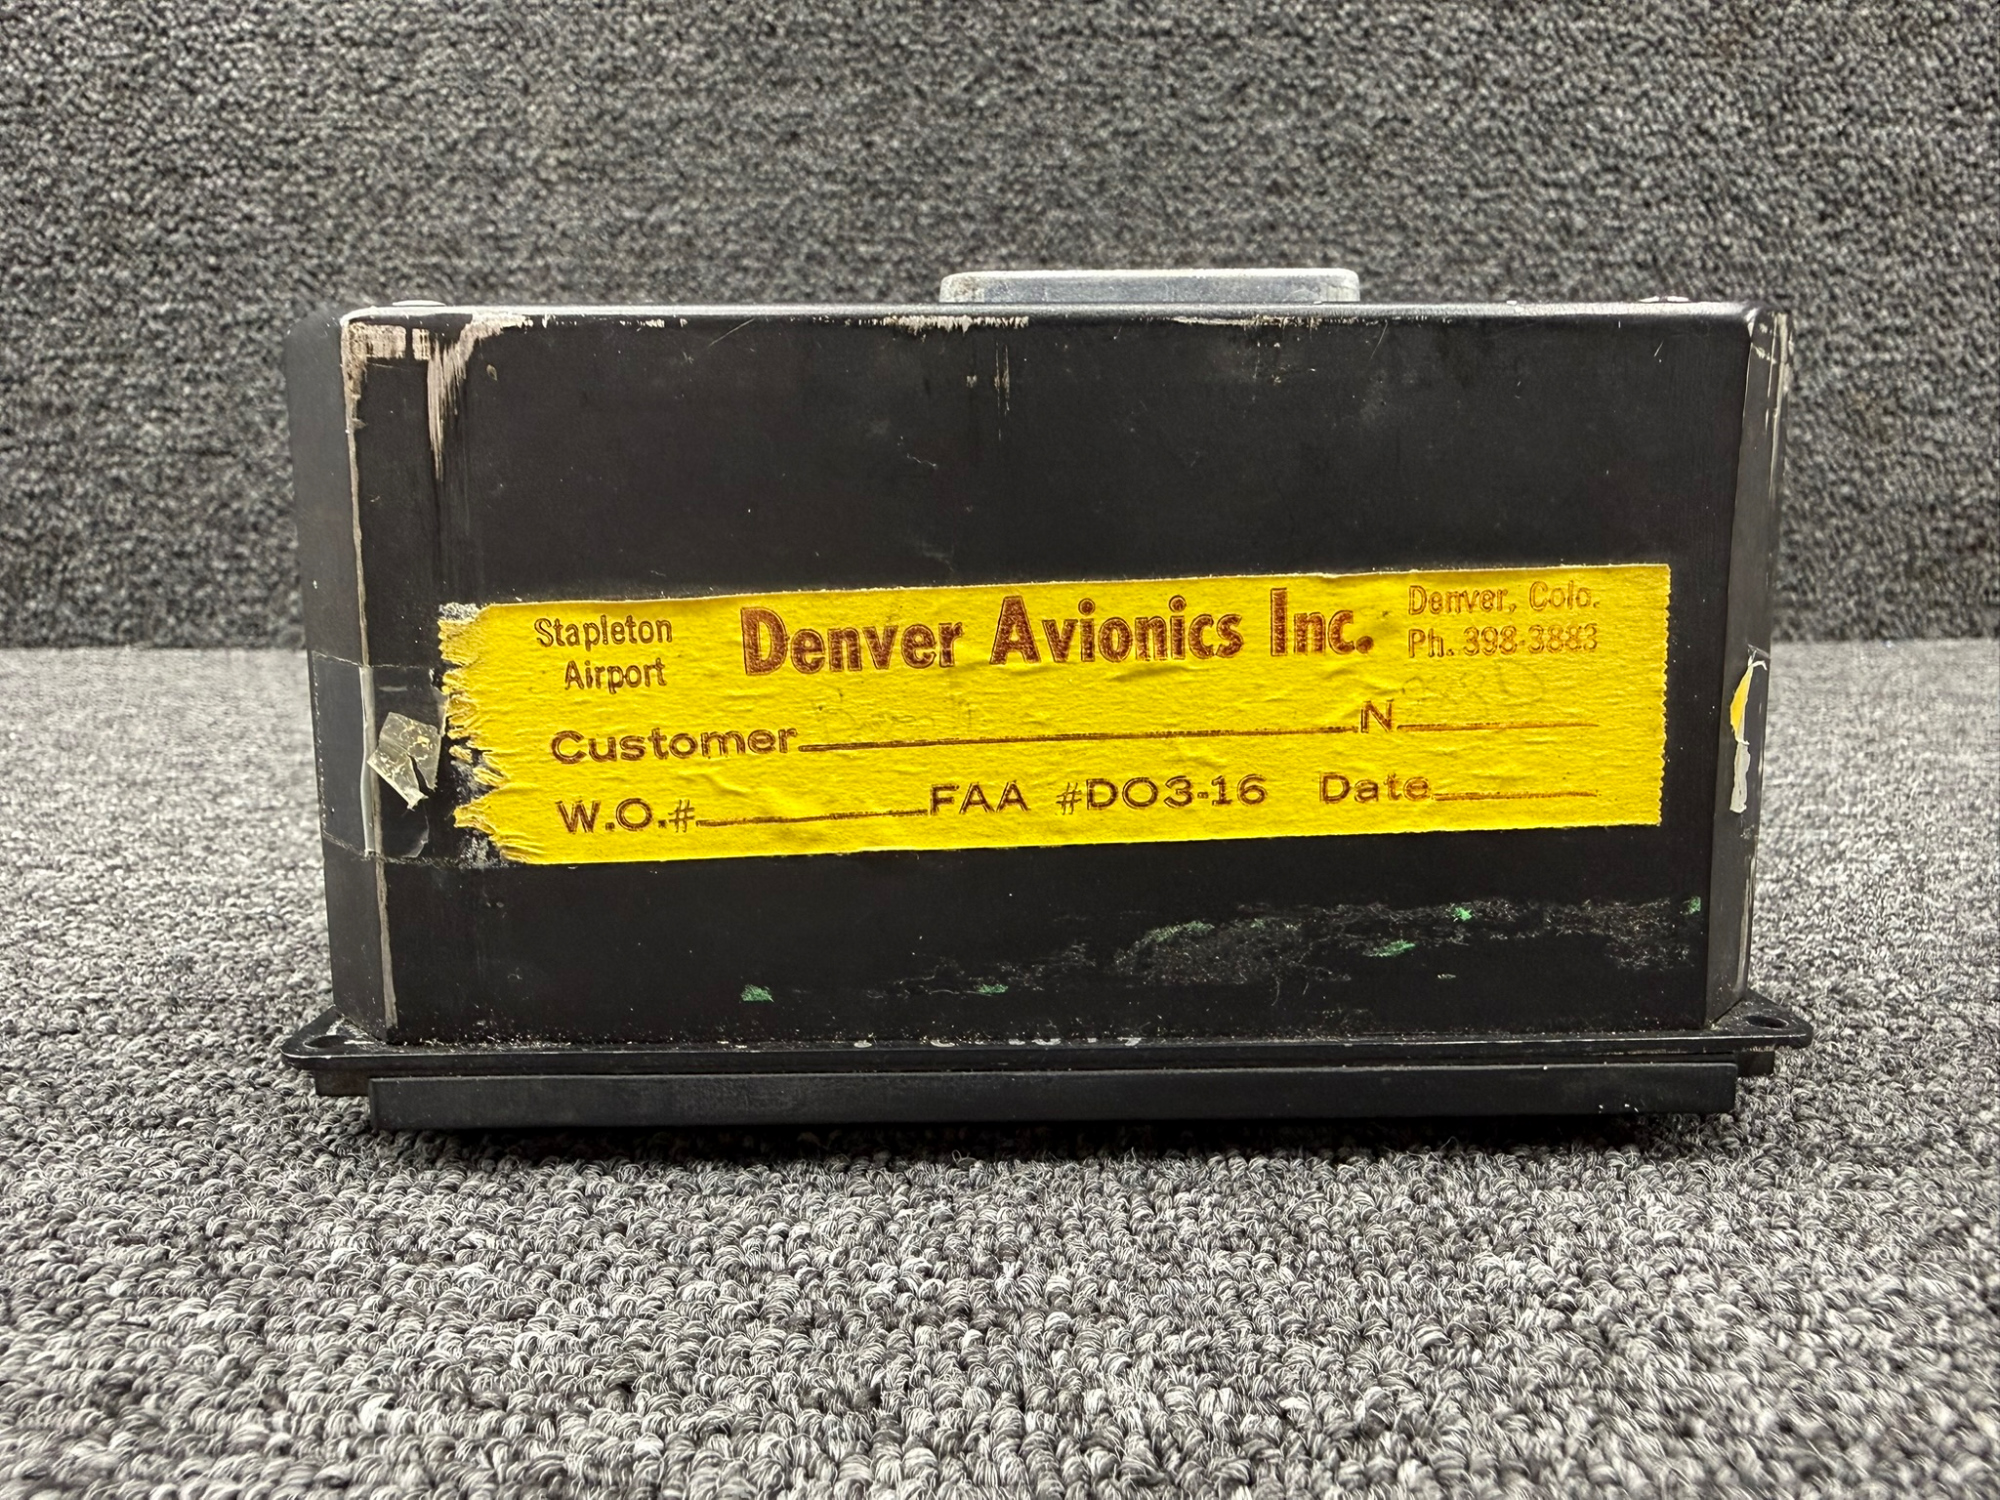 Stapleton Airport
Denver Avionics Inc.
Denver, Colo.
Ph. 398-3883
Customer N
W.O.# FAA #DO3-16 Date